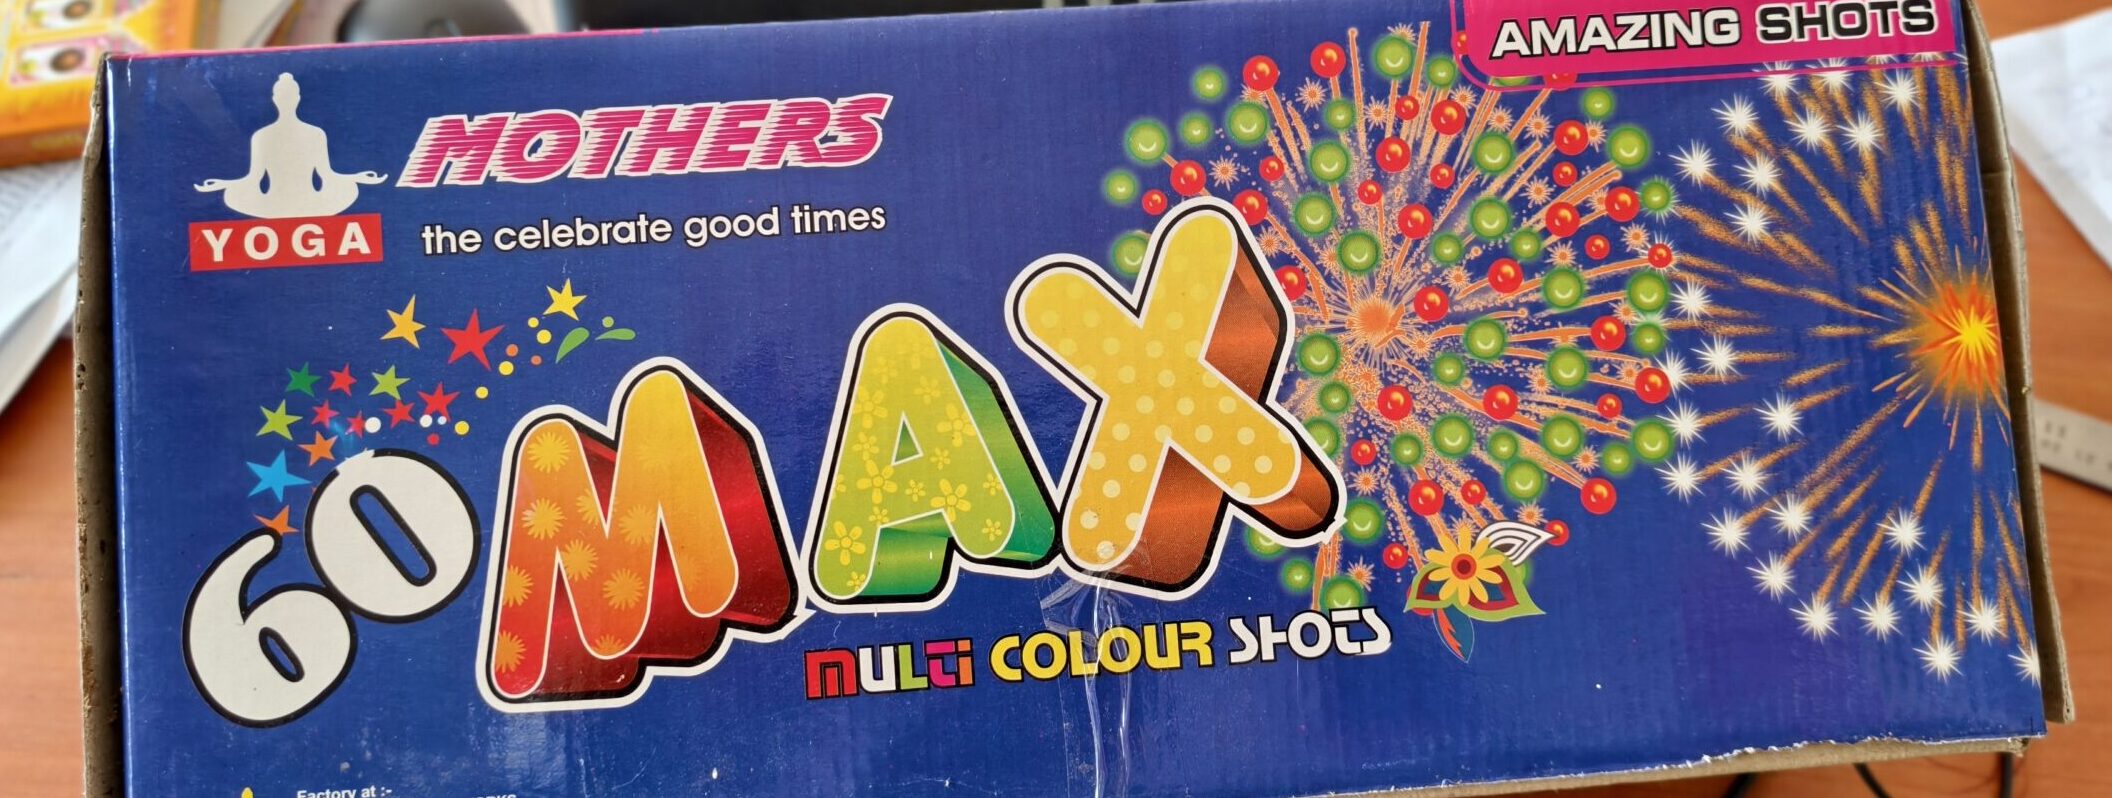 AMAZING SHOTS
MOTHERS
YOGA
the celebrate good times
60 MAX
MULTI COLOUR SHOTS
Factory at :-